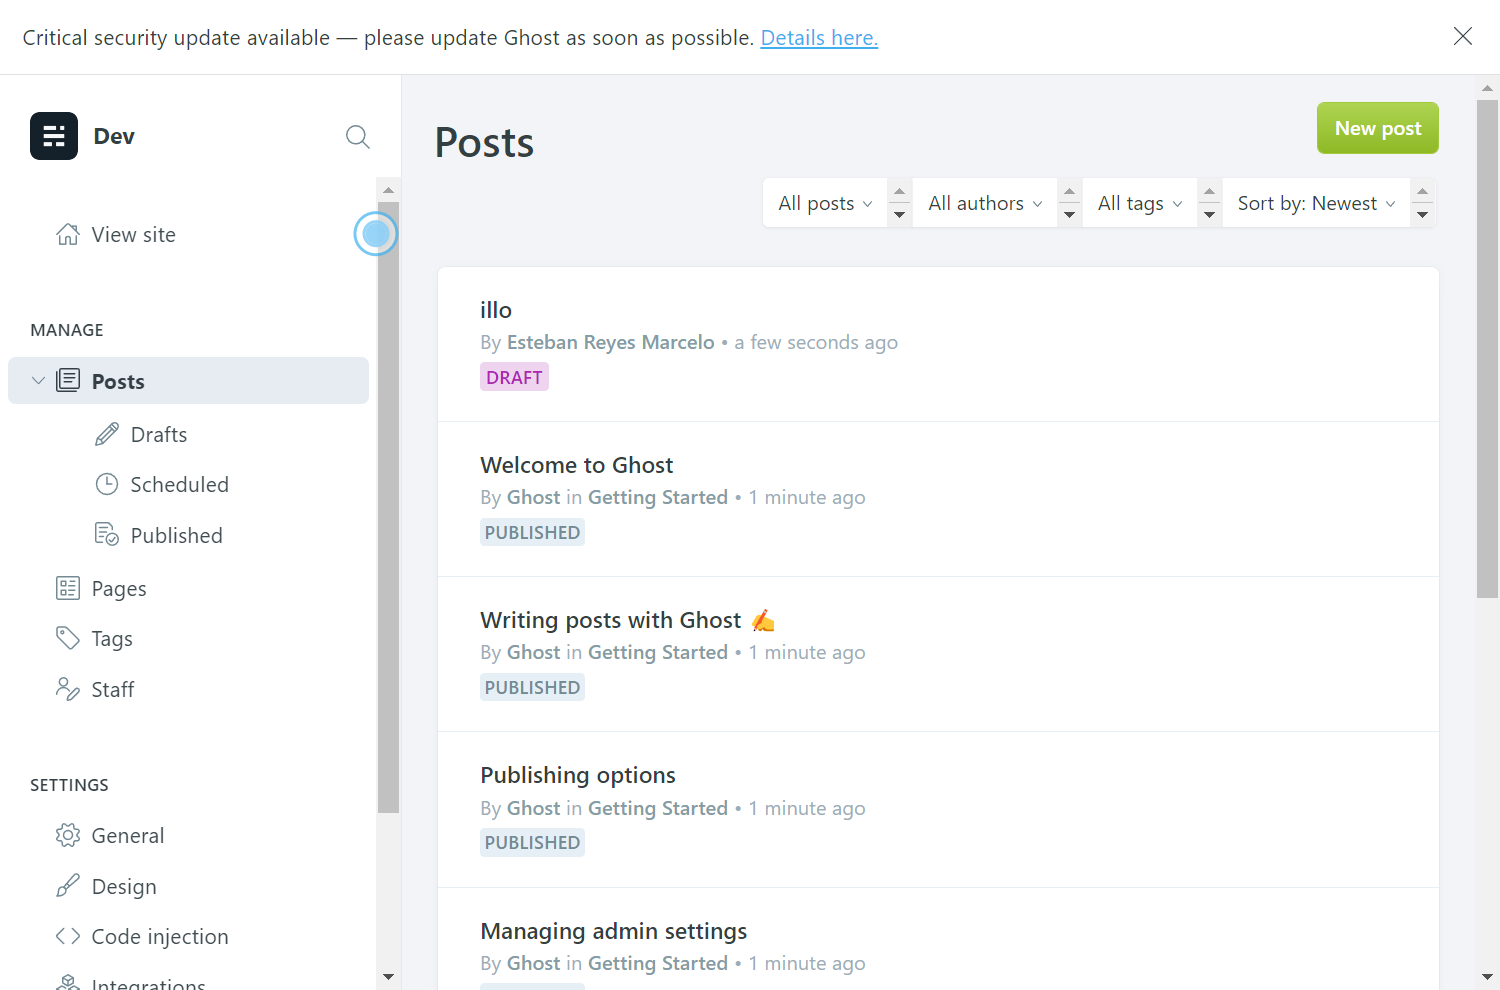 Critical security update available — please update Ghost as soon as possible. Details here.
Dev
View site
MANAGE
Posts
Drafts
Scheduled
Published
Pages
Tags
Staff
SETTINGS
General
Design
Code injection
Integrations
Posts
New post
All posts
All authors
All tags
Sort by: Newest
illo
By Esteban Reyes Marcelo • a few seconds ago
DRAFT
Welcome to Ghost
By Ghost in Getting Started • 1 minute ago
PUBLISHED
Writing posts with Ghost ✍️
By Ghost in Getting Started • 1 minute ago
PUBLISHED
Publishing options
By Ghost in Getting Started • 1 minute ago
PUBLISHED
Managing admin settings
By Ghost in Getting Started • 1 minute ago